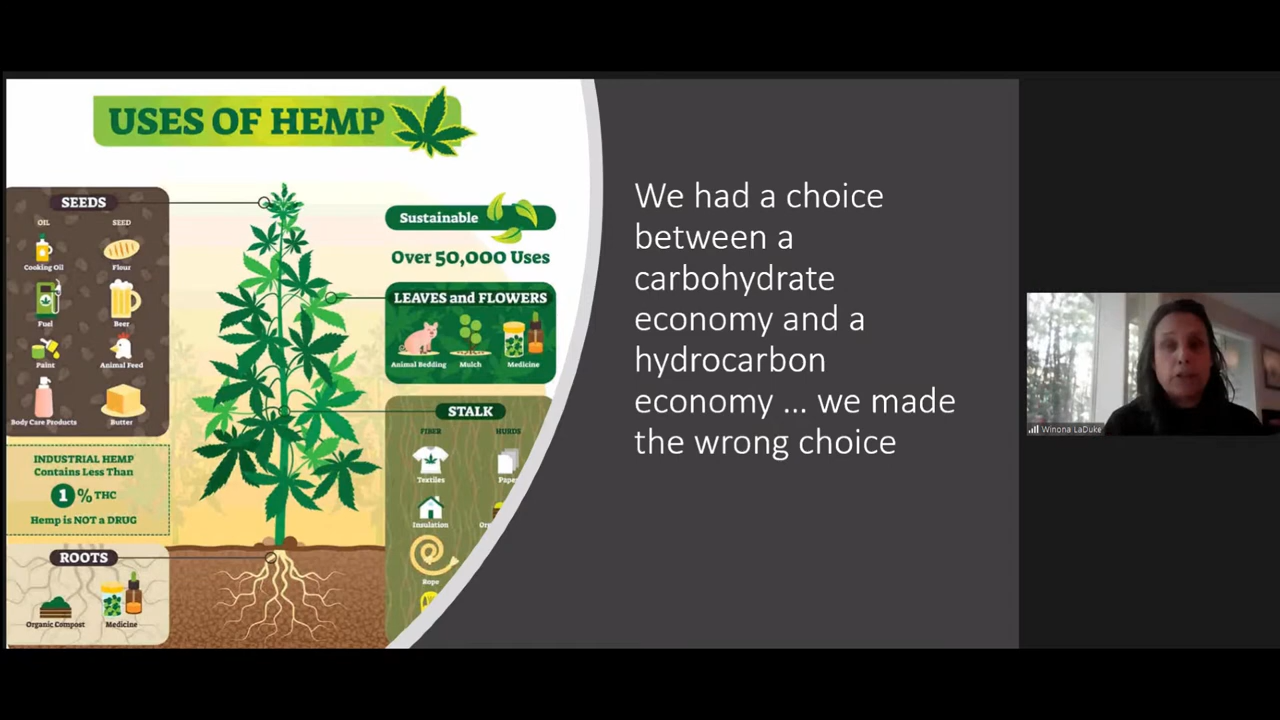 USES OF HEMP
SEEDS
OIL
SEED
Cooking Oil
Flour
Fuel
Beer
Paint
Animal Feed
Body Care Products
Butter
INDUSTRIAL HEMP
Contains Less Than
1 % THC
Hemp is NOT a DRUG
ROOTS
Organic Compost
Medicine
Sustainable
Over 50,000 Uses
LEAVES and FLOWERS
Animal Bedding
Mulch
Medicine
STALK
FIBER
HURDS
Textiles
Paper
Insulation
Rope
We had a choice
between a
carbohydrate
economy and a
hydrocarbon
economy ... we made
the wrong choice
Winona LaDuke